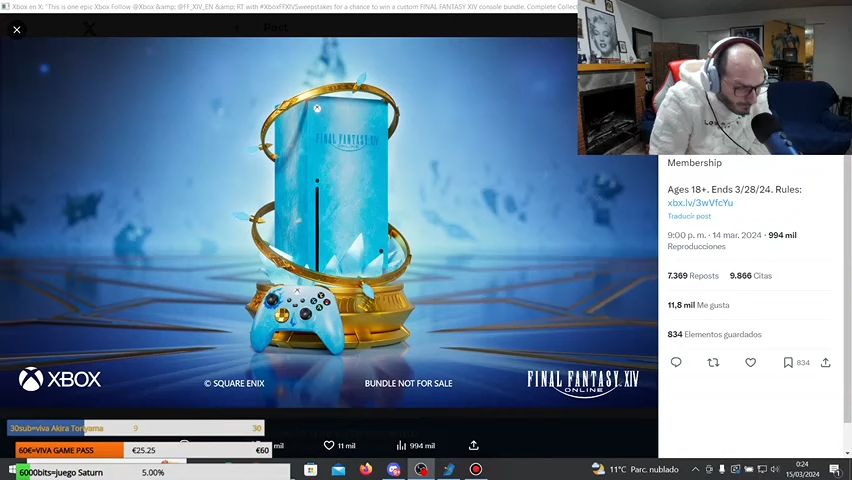 Xbox en X: "This is one epic Xbox Follow @Xbox &amp; @FF_XIV_EN &amp; RT with #XboxFFXIVSweepstakes for a chance to win a custom FINAL FANTASY XIV console bundle. Complete Collec
Post
FINAL FANTASY XIV
Membership
Ages 18+. Ends 3/28/24. Rules:
xbx.lv/3wVfcYu
Traducir post
9:00 p. m. · 14 mar. 2024 · 994 mil
Reproducciones
7.369 Reposts 9.866 Citas
11,8 mil Me gusta
834 Elementos guardados
834
XBOX
© SQUARE ENIX
BUNDLE NOT FOR SALE
FINAL FANTASY XIV
ONLINE
30sub=viva Akira Toriyama 9 30
mil 11 mil 994 mil
60€=VIVA GAME PASS €25.25 €60
6000bits=juego Saturn 5.00%
11°C Parc. nublado
0:24
15/03/2024